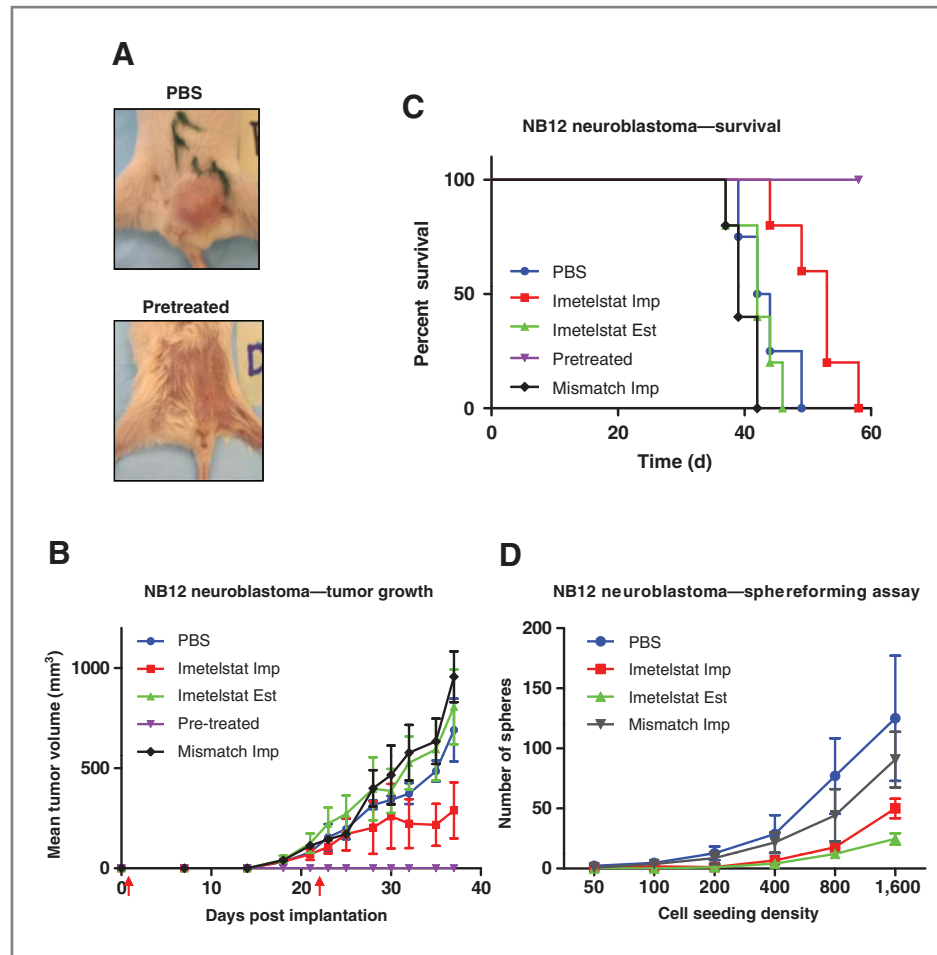 A
PBS
Pretreated
C
NB12 neuroblastoma—survival
Percent survival
100
50
0
0 20 40 60
Time (d)
PBS
Imetelstat Imp
Imetelstat Est
Pretreated
Mismatch Imp
B
NB12 neuroblastoma—tumor growth
Mean tumor volume (mm³)
1000
500
0
0 10 20 30 40
Days post implantation
PBS
Imetelstat Imp
Imetelstat Est
Pre-treated
Mismatch Imp
D
NB12 neuroblastoma—sphereforming assay
Number of spheres
200
150
100
50
0
50 100 200 400 800 1,600
Cell seeding density
PBS
Imetelstat Imp
Imetelstat Est
Mismatch Imp